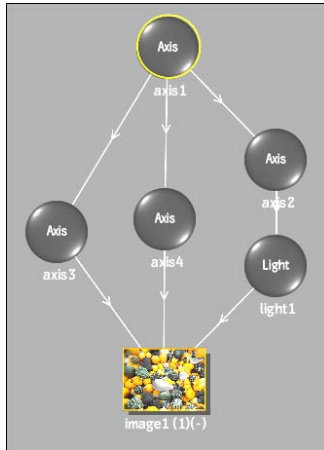 Axis
axis1
Axis
axis2
Axis
axis4
Axis
axis3
Light
light1
image1 (1)(-)